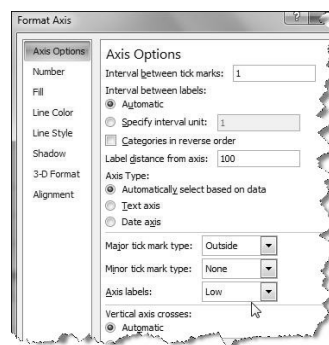 Format Axis
Axis Options
Number
Fill
Line Color
Line Style
Shadow
3-D Format
Alignment
Axis Options
Interval between tick marks: 1
Interval between labels:
Automatic
Specify interval unit: 1
Categories in reverse order
Label distance from axis: 100
Axis Type:
Automatically select based on data
Text axis
Date axis
Major tick mark type: Outside
Minor tick mark type: None
Axis labels: Low
Vertical axis crosses:
Automatic